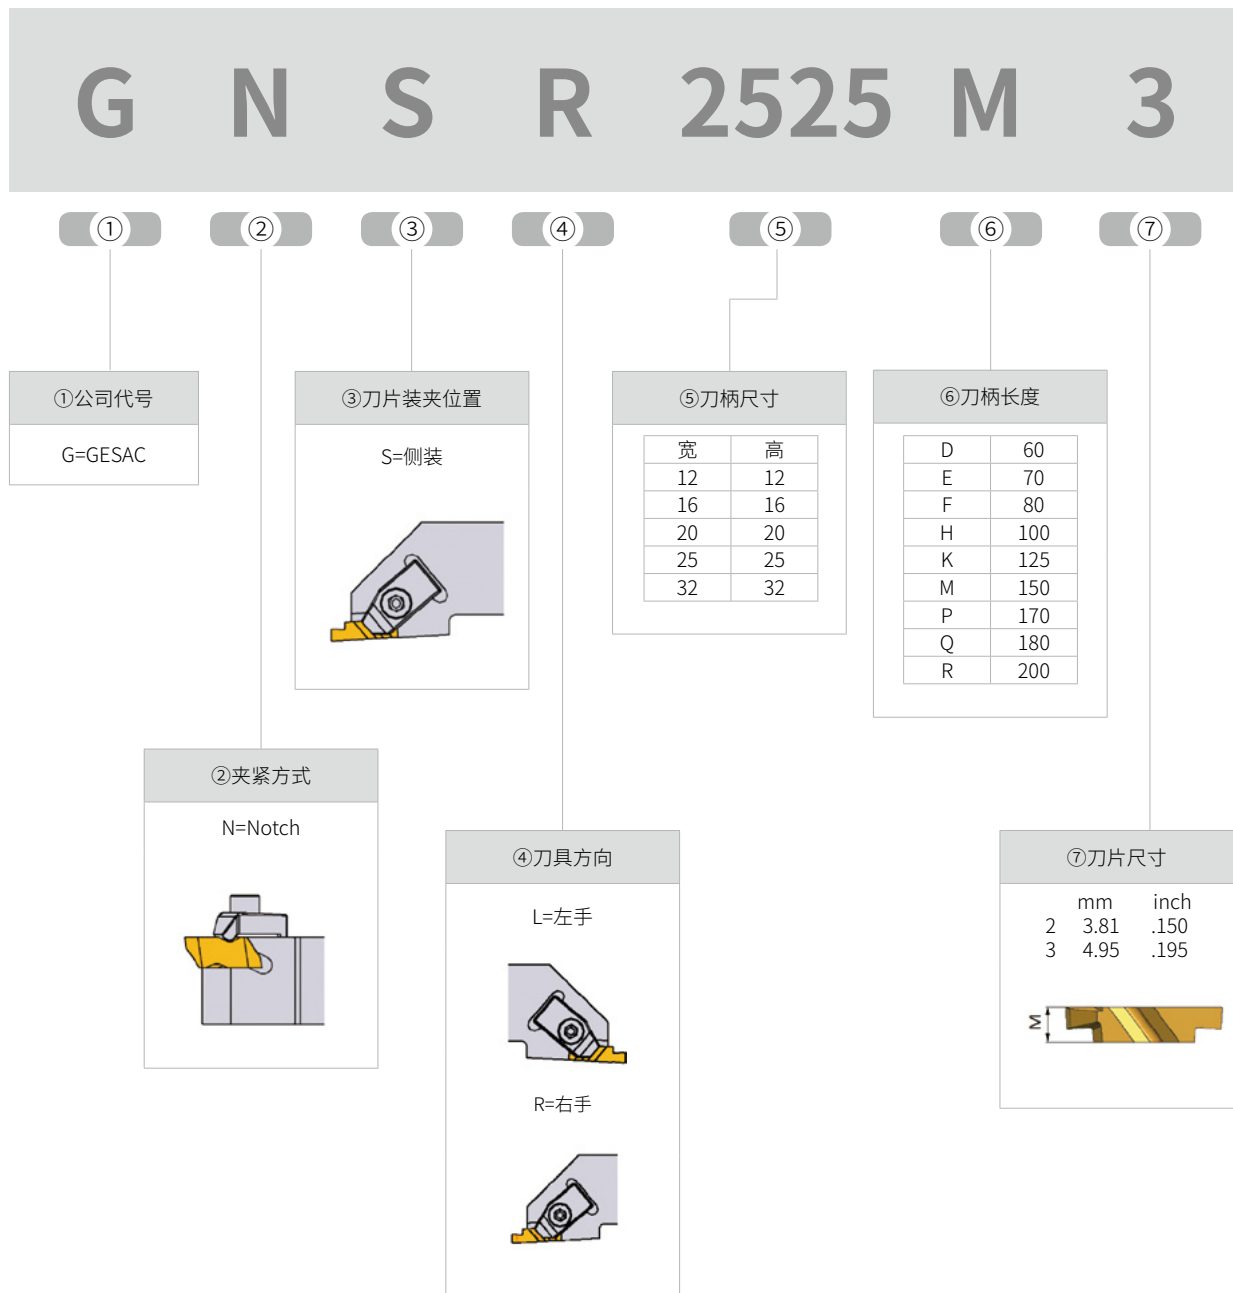 G N S R 2525 M 3
① ② ③ ④ ⑤ ⑥ ⑦
①公司代号
G=GESAC
③刀片装夹位置
S=侧装
⑤刀柄尺寸
宽 高
12 12
16 16
20 20
25 25
32 32
⑥刀柄长度
D 60
E 70
F 80
H 100
K 125
M 150
P 170
Q 180
R 200
②夹紧方式
N=Notch
④刀具方向
L=左手
R=右手
⑦刀片尺寸
mm inch
2 3.81 .150
3 4.95 .195
M